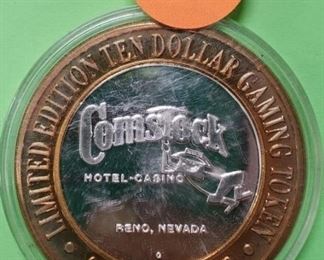 LIMITED EDITION TEN DOLLAR GAMING TOKEN
Comstock
HOTEL-CASINO
RENO, NEVADA